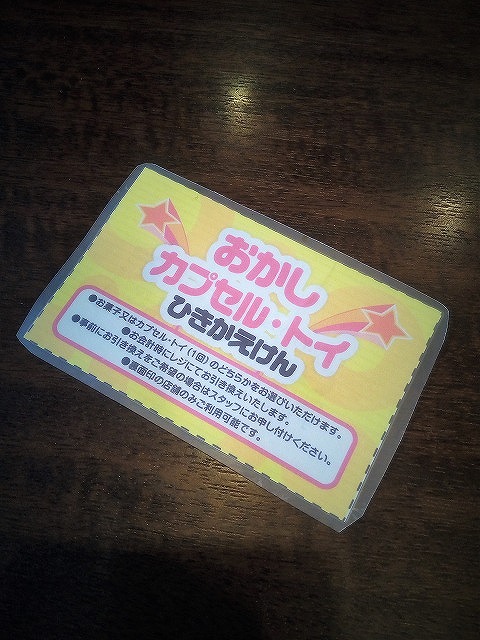 おかし
カプセル・トイ
ひきかえけん
●お菓子又はカプセル・トイ(1回)のどちらかをお選びいただけます。
●お会計時にレジにてお引き換えいたします。
●事前にお引き換えをご希望の場合はスタッフにお申し付けください。
●裏面印の店舗のみご利用可能です。